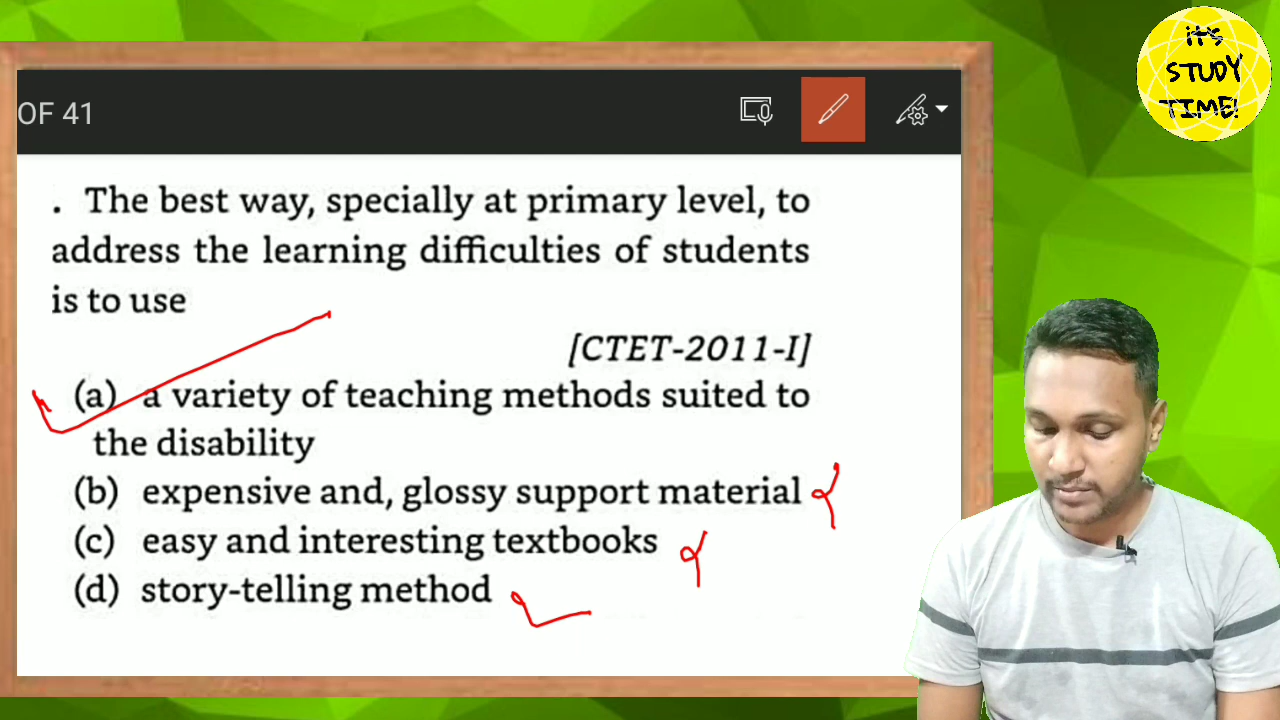 IT'S
STUDY
TIME!
OF 41
. The best way, specially at primary level, to
address the learning difficulties of students
is to use
[CTET-2011-I]
(a) a variety of teaching methods suited to
the disability
(b) expensive and, glossy support material
(c) easy and interesting textbooks
(d) story-telling method